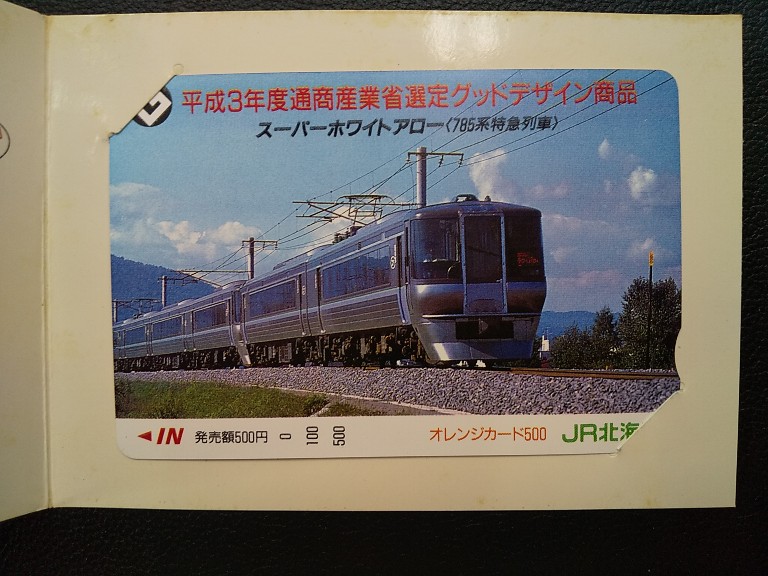 平成3年度通商産業省選定グッドデザイン商品
スーパーホワイトアロー〈785系特急列車〉
◀IN 発売額500円 0 100 500 オレンジカード500 JR北海